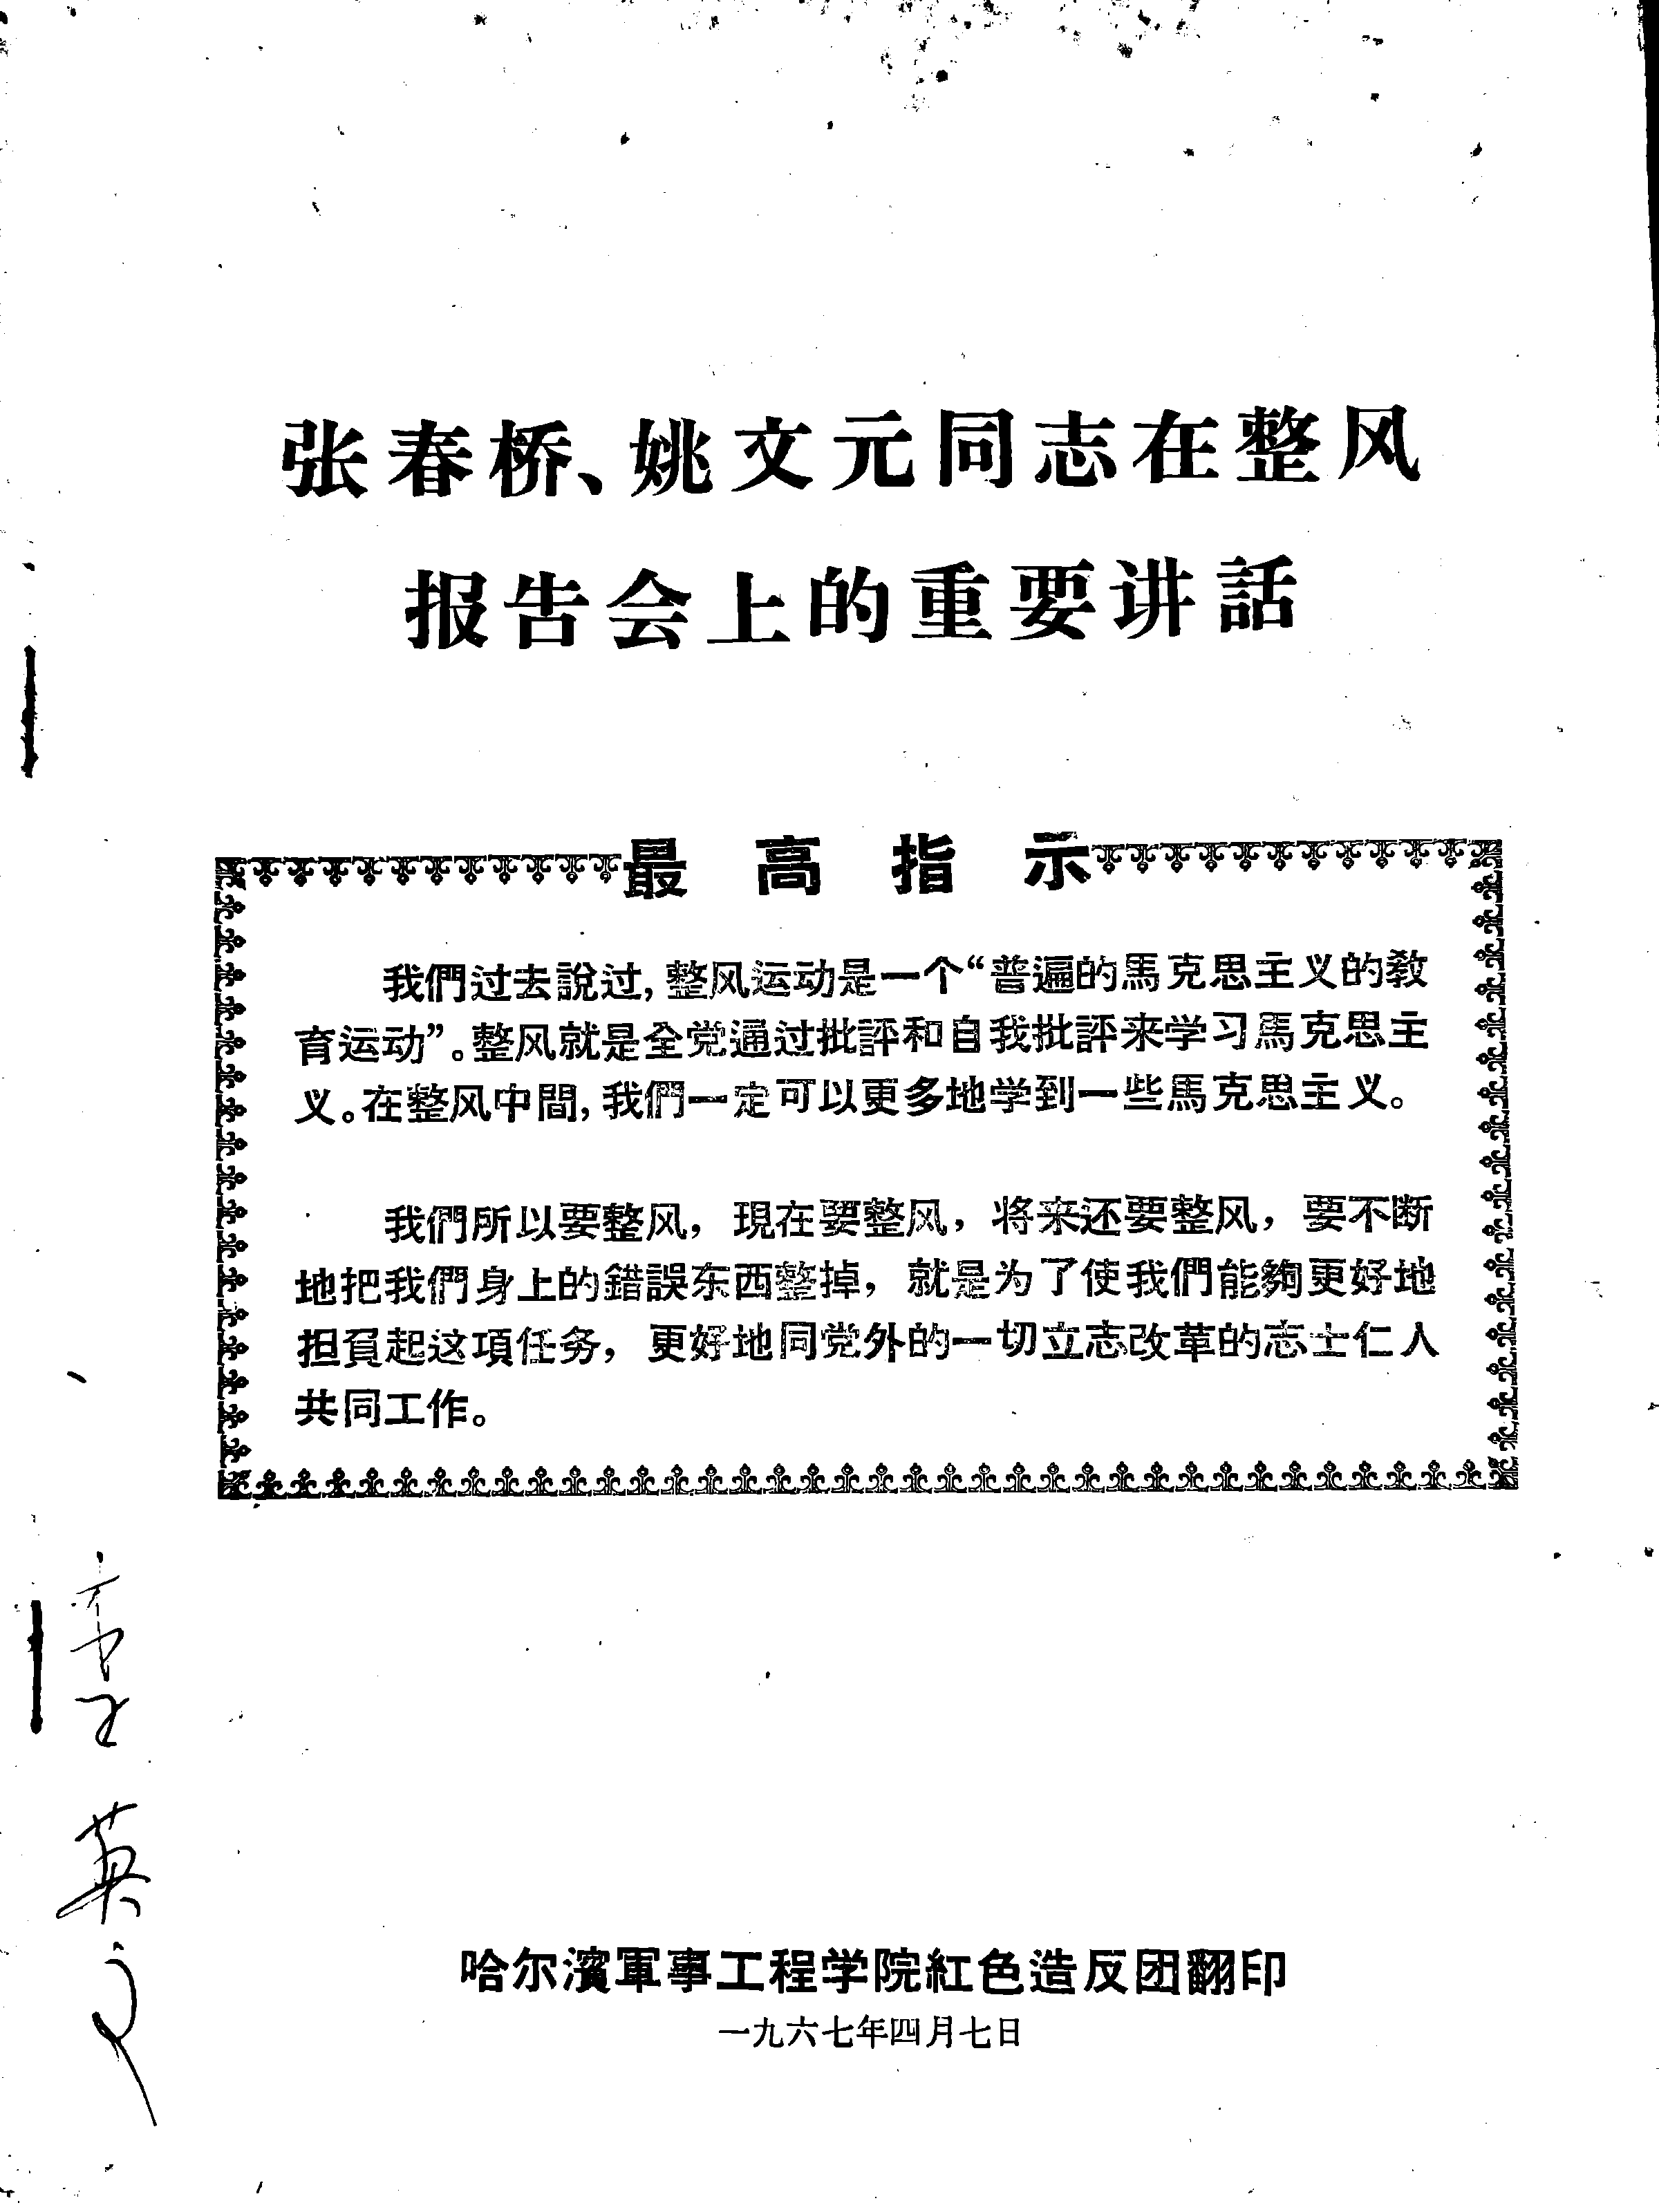 张春桥、姚文元同志在整风
报告会上的重要讲話
最高指示
我們过去說过，整风运动是一个“普遍的馬克思主义的教
育运动”。整风就是全党通过批評和自我批評来学习馬克思主
义。在整风中間，我們一定可以更多地学到一些馬克思主义。
我們所以要整风，現在要整风，将来还要整风，要不断
地把我們身上的錯誤东西整掉，就是为了使我們能夠更好地
担負起这項任务，更好地同党外的一切立志改革的志士仁人
共同工作。
哈尔濱軍事工程学院紅色造反团翻印
一九六七年四月七日